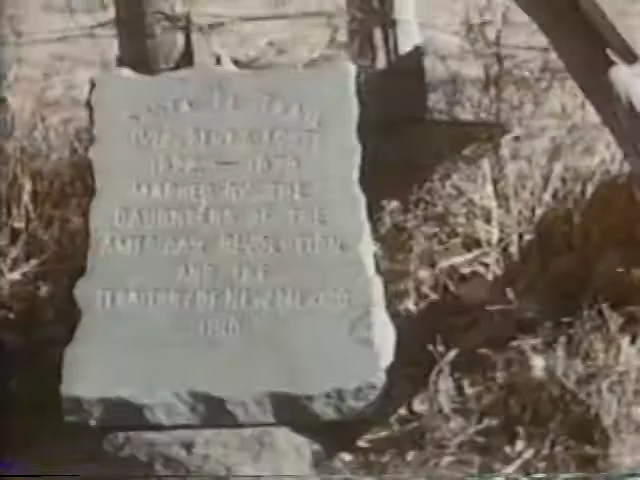 SANTA FE TRAIL
1822 — 1879
MARKED BY THE
DAUGHTERS OF THE
AMERICAN REVOLUTION
AND THE
TERRITORY OF NEW MEXICO
1910